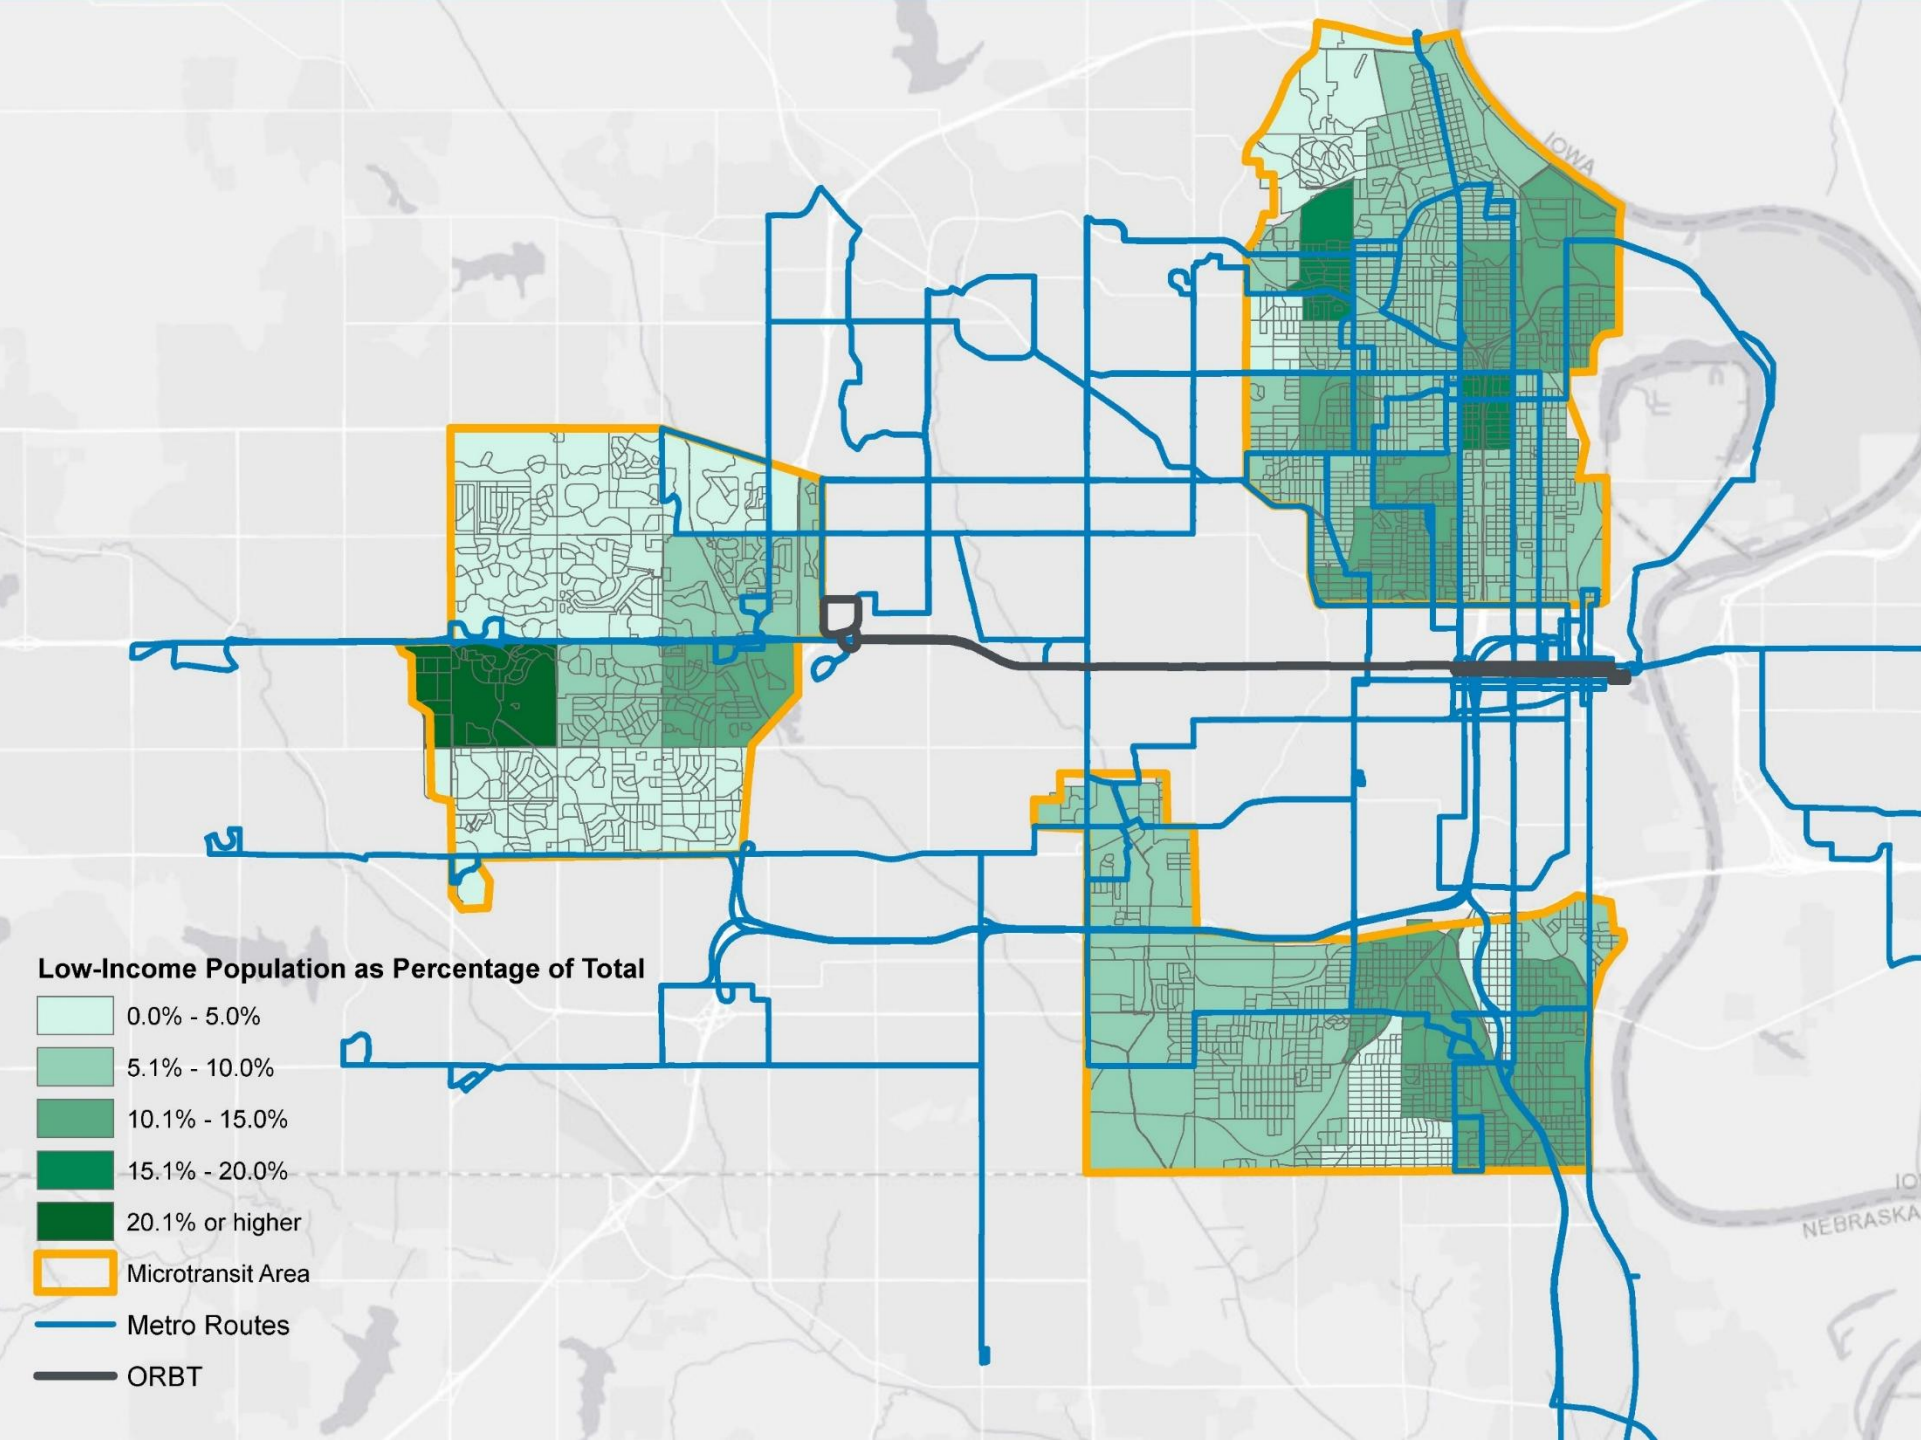 IOWA
Low-Income Population as Percentage of Total
0.0% - 5.0%
5.1% - 10.0%
10.1% - 15.0%
15.1% - 20.0%
20.1% or higher
Microtransit Area
Metro Routes
ORBT
IO
NEBRASKA